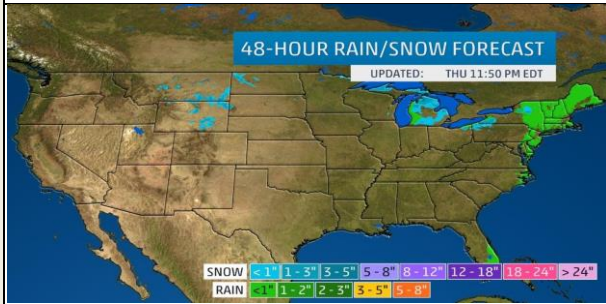 48-HOUR RAIN/SNOW FORECAST
UPDATED: THU 11:50 PM EDT
SNOW <1" 1-3" 3-5" 5-8" 8-12" 12-18" 18-24" >24"
RAIN <1" 1-2" 2-3" 3-5" 5-8"